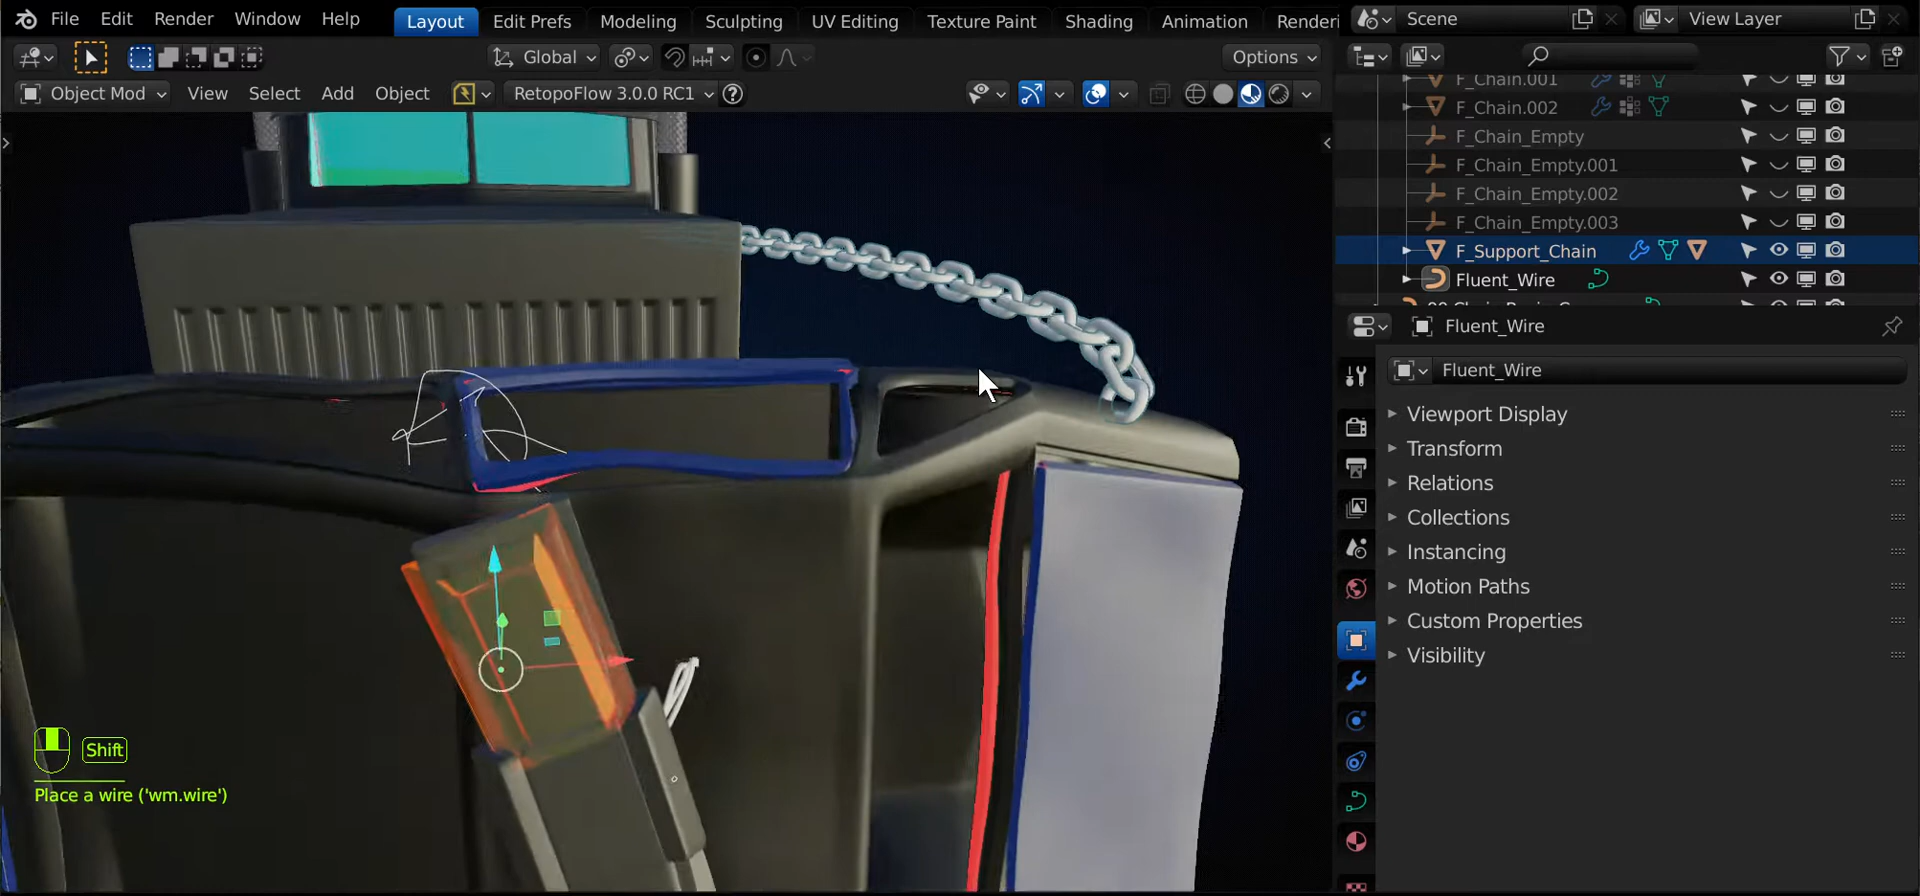 File Edit Render Window Help Layout Edit Prefs Modeling Sculpting UV Editing Texture Paint Shading Animation Renderi Scene View Layer
Global Options
Object Mod View Select Add Object RetopoFlow 3.0.0 RC1
F_Chain.001
F_Chain.002
F_Chain_Empty
F_Chain_Empty.001
F_Chain_Empty.002
F_Chain_Empty.003
F_Support_Chain
Fluent_Wire
Fluent_Wire
Fluent_Wire
Viewport Display
Transform
Relations
Collections
Instancing
Motion Paths
Custom Properties
Visibility
Shift
Place a wire ('wm.wire')